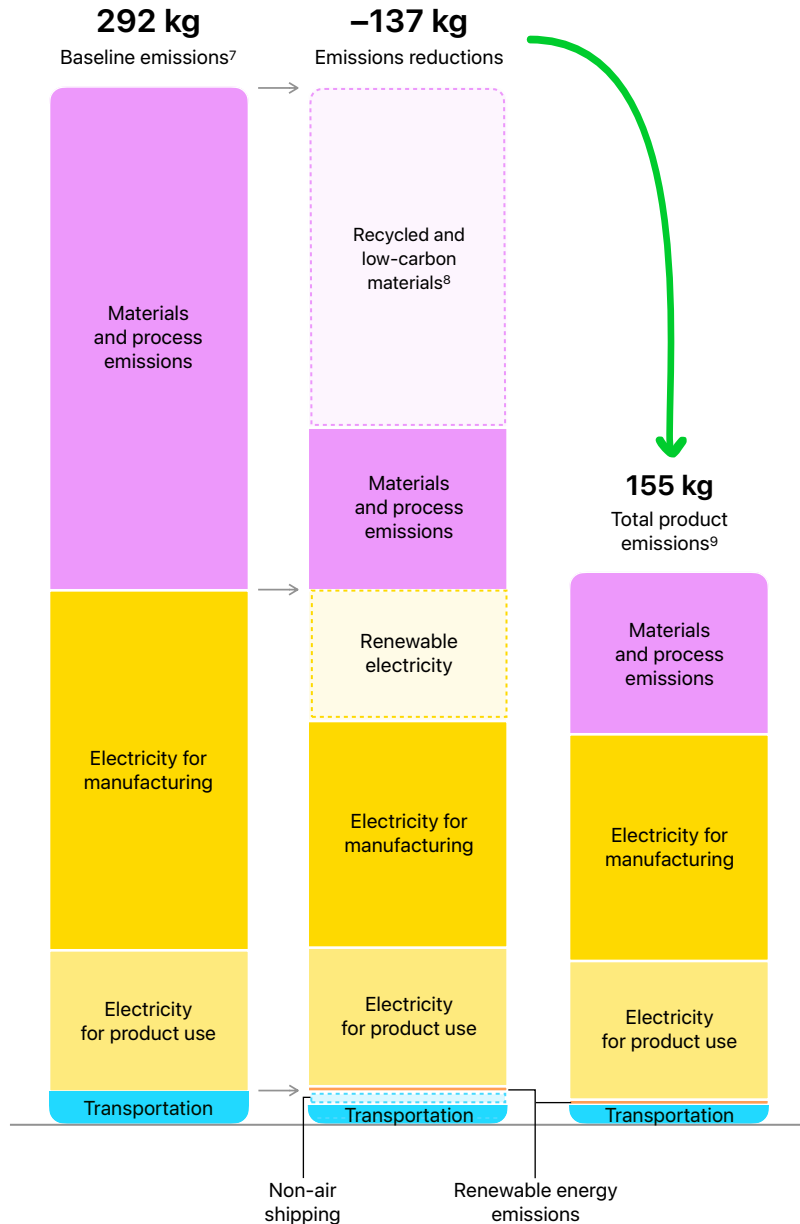 292 kg
Baseline emissions⁷
Materials
and process
emissions
Electricity for
manufacturing
Electricity
for product use
Transportation
–137 kg
Emissions reductions
Recycled and
low-carbon
materials⁸
Materials
and process
emissions
Renewable
electricity
Electricity for
manufacturing
Electricity
for product use
Transportation
Non-air
shipping
Renewable energy
emissions
155 kg
Total product
emissions⁹
Materials
and process
emissions
Electricity for
manufacturing
Electricity
for product use
Transportation